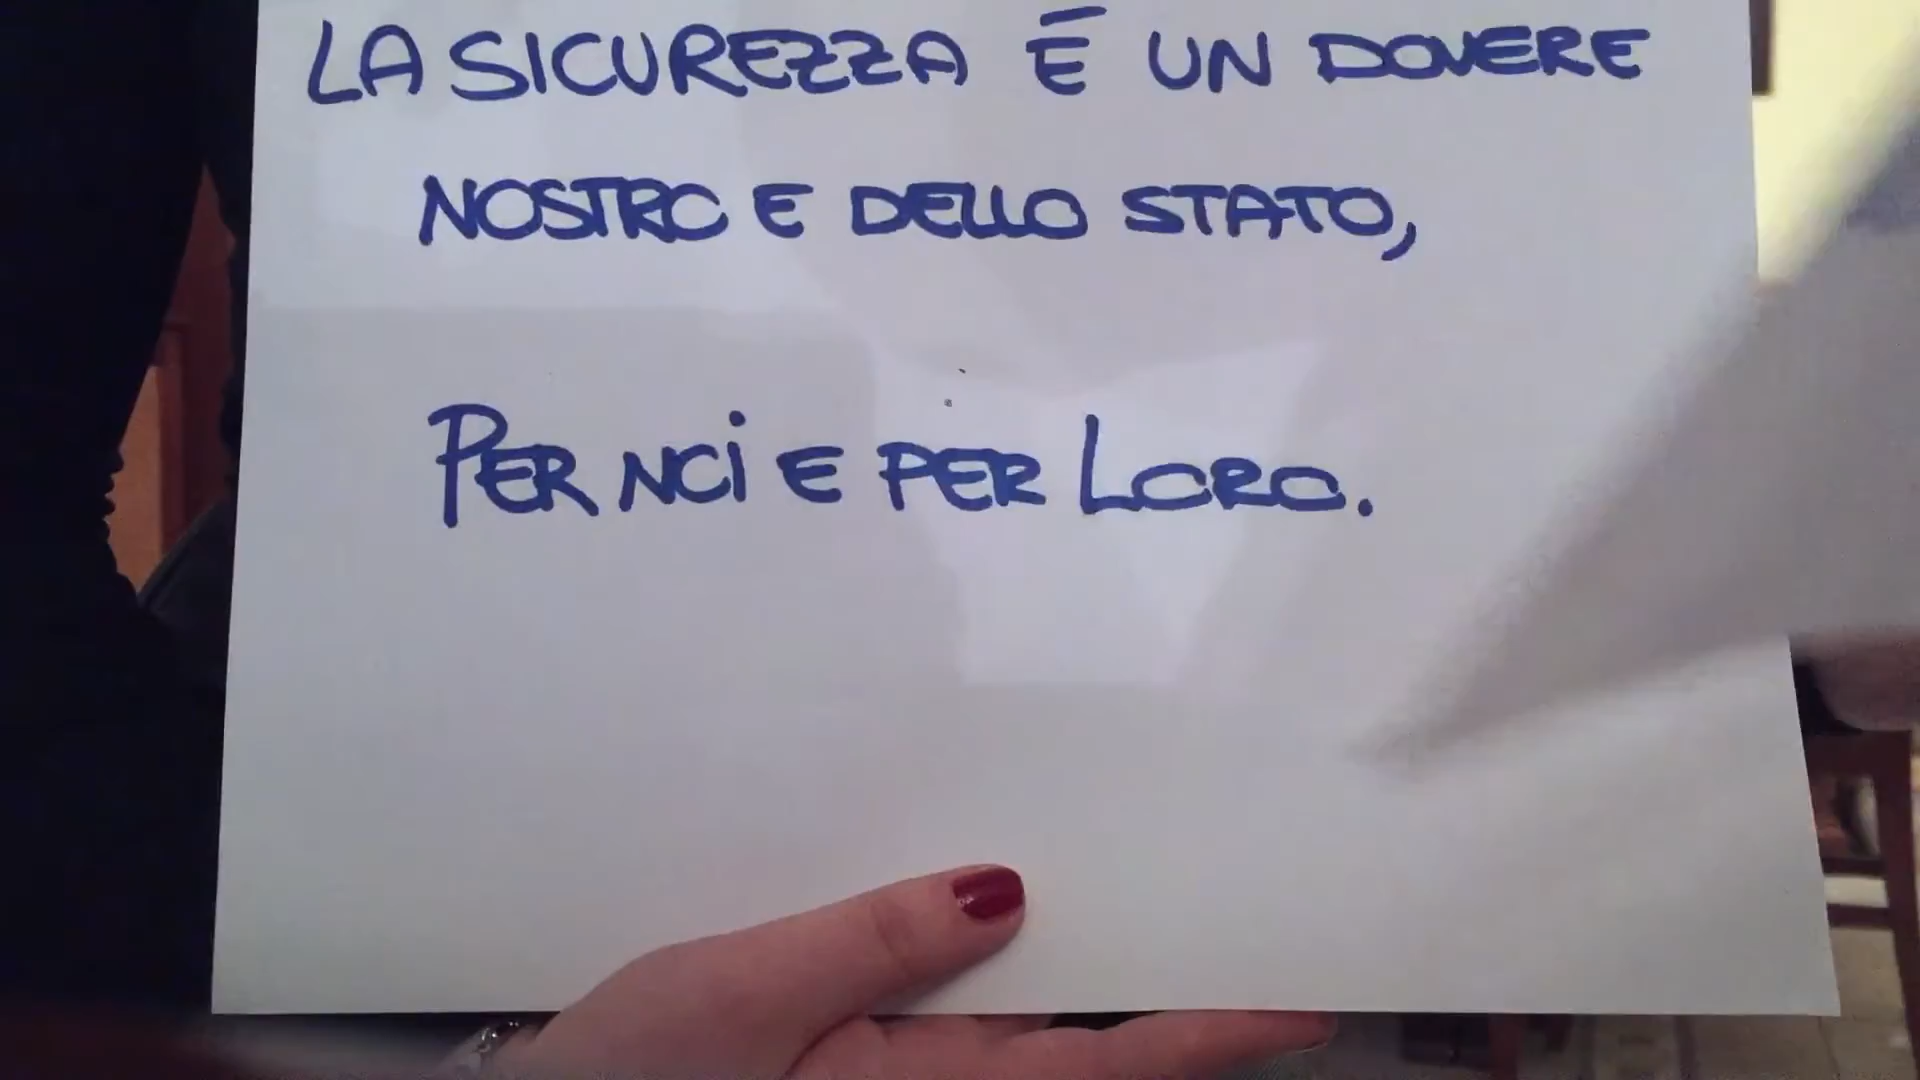 LA SICUREZZA È UN DOVERE
NOSTRO E DELLO STATO,
PER NOI E PER LORO.